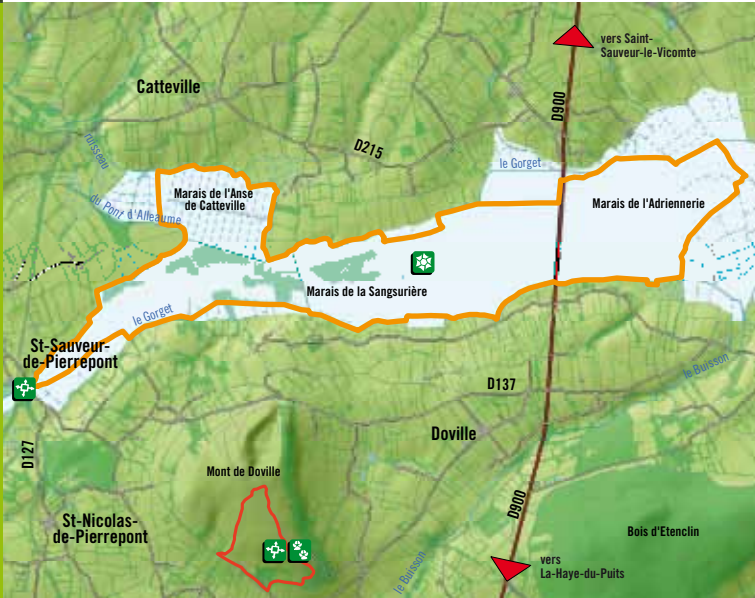 vers Saint-
Sauveur-le-Vicomte
Catteville
D900
D215
ruisseau
du Pont d'Alleaume
le Gorget
Marais de l'Anse
de Catteville
Marais de l'Adriennerie
Marais de la Sangsurière
le Gorget
St-Sauveur-
de-Pierrepont
le Buisson
D137
D127
Doville
Mont de Doville
D900
St-Nicolas-
de-Pierrepont
Bois d'Etenclin
le Buisson
vers
La-Haye-du-Puits